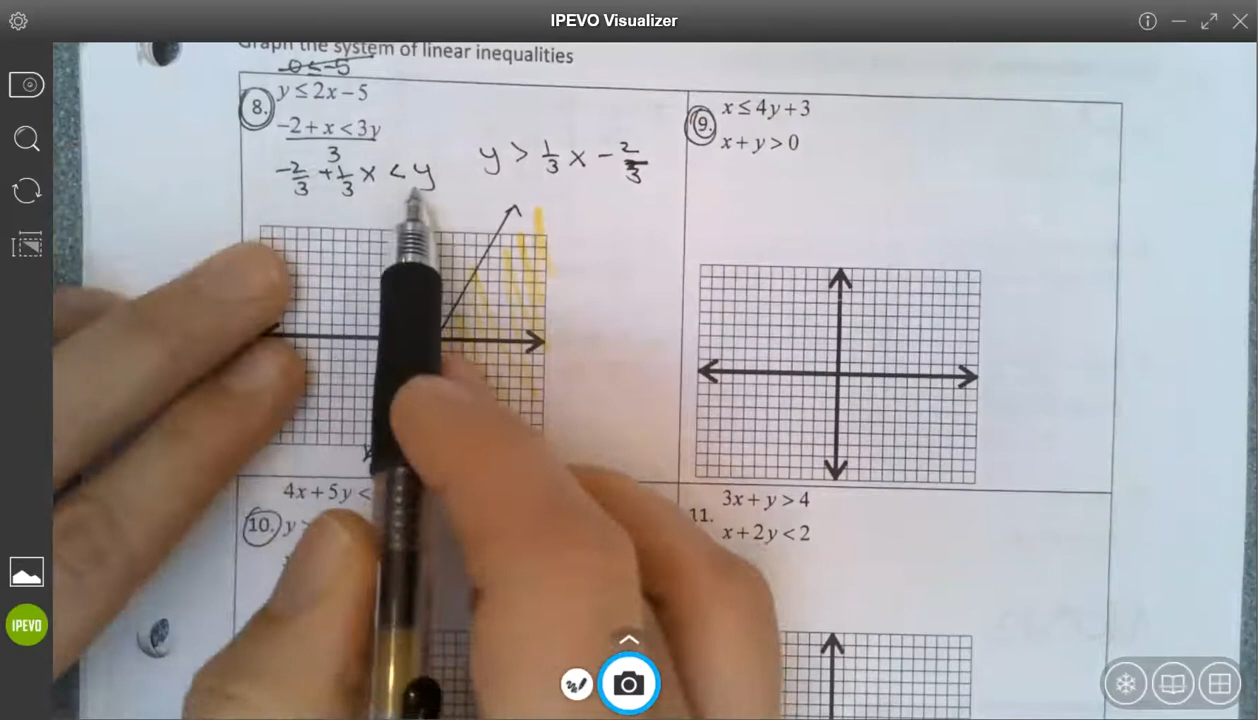 IPEVO Visualizer
Graph the system of linear inequalities
0 ≤ -5
8. y ≤ 2x - 5
-2 + x < 3y
3
-2/3 + 1/3 x < y
y > 1/3 x - 2/3
9. x ≤ 4y + 3
x + y > 0
4x + 5y <
10. y >
11. 3x + y > 4
x + 2y < 2
IPEVO